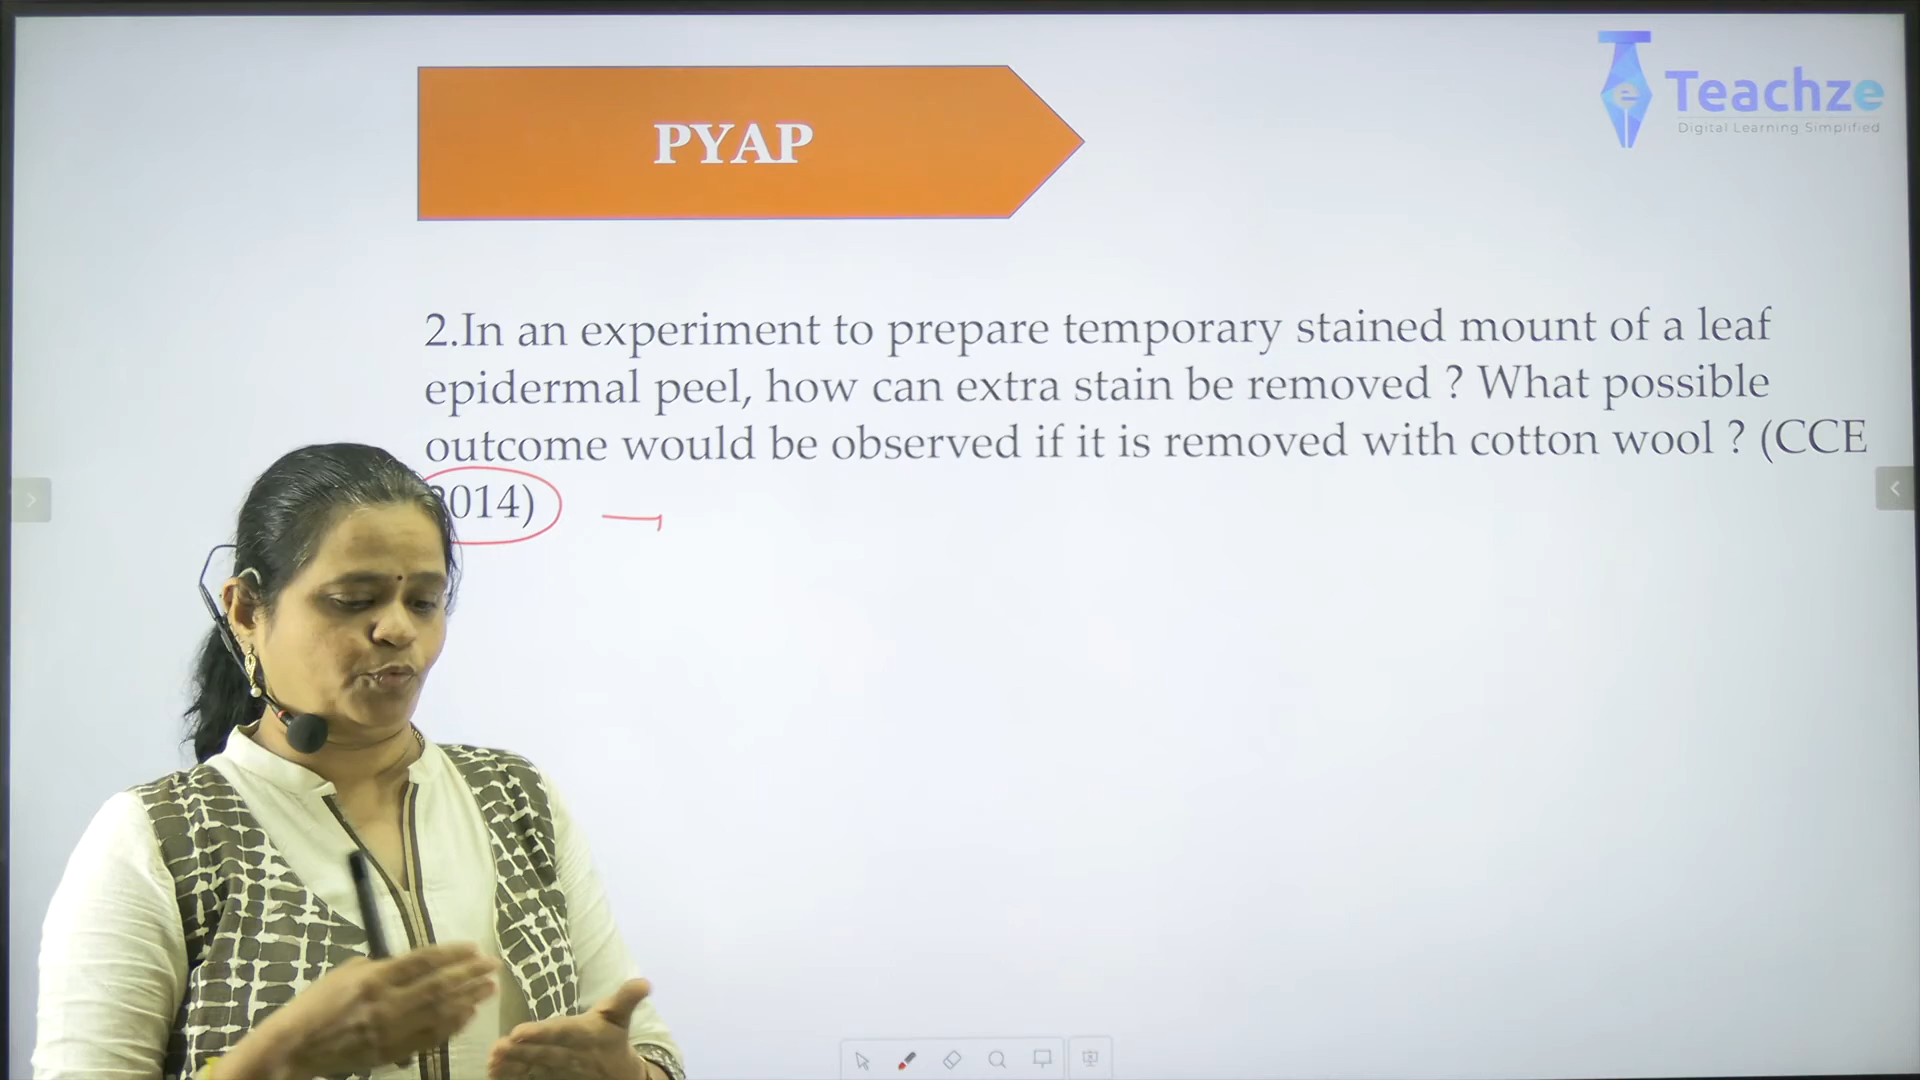 PYAP
e
Teachze
Digital Learning Simplified
2.In an experiment to prepare temporary stained mount of a leaf
epidermal peel, how can extra stain be removed ? What possible
outcome would be observed if it is removed with cotton wool ? (CCE
2014)